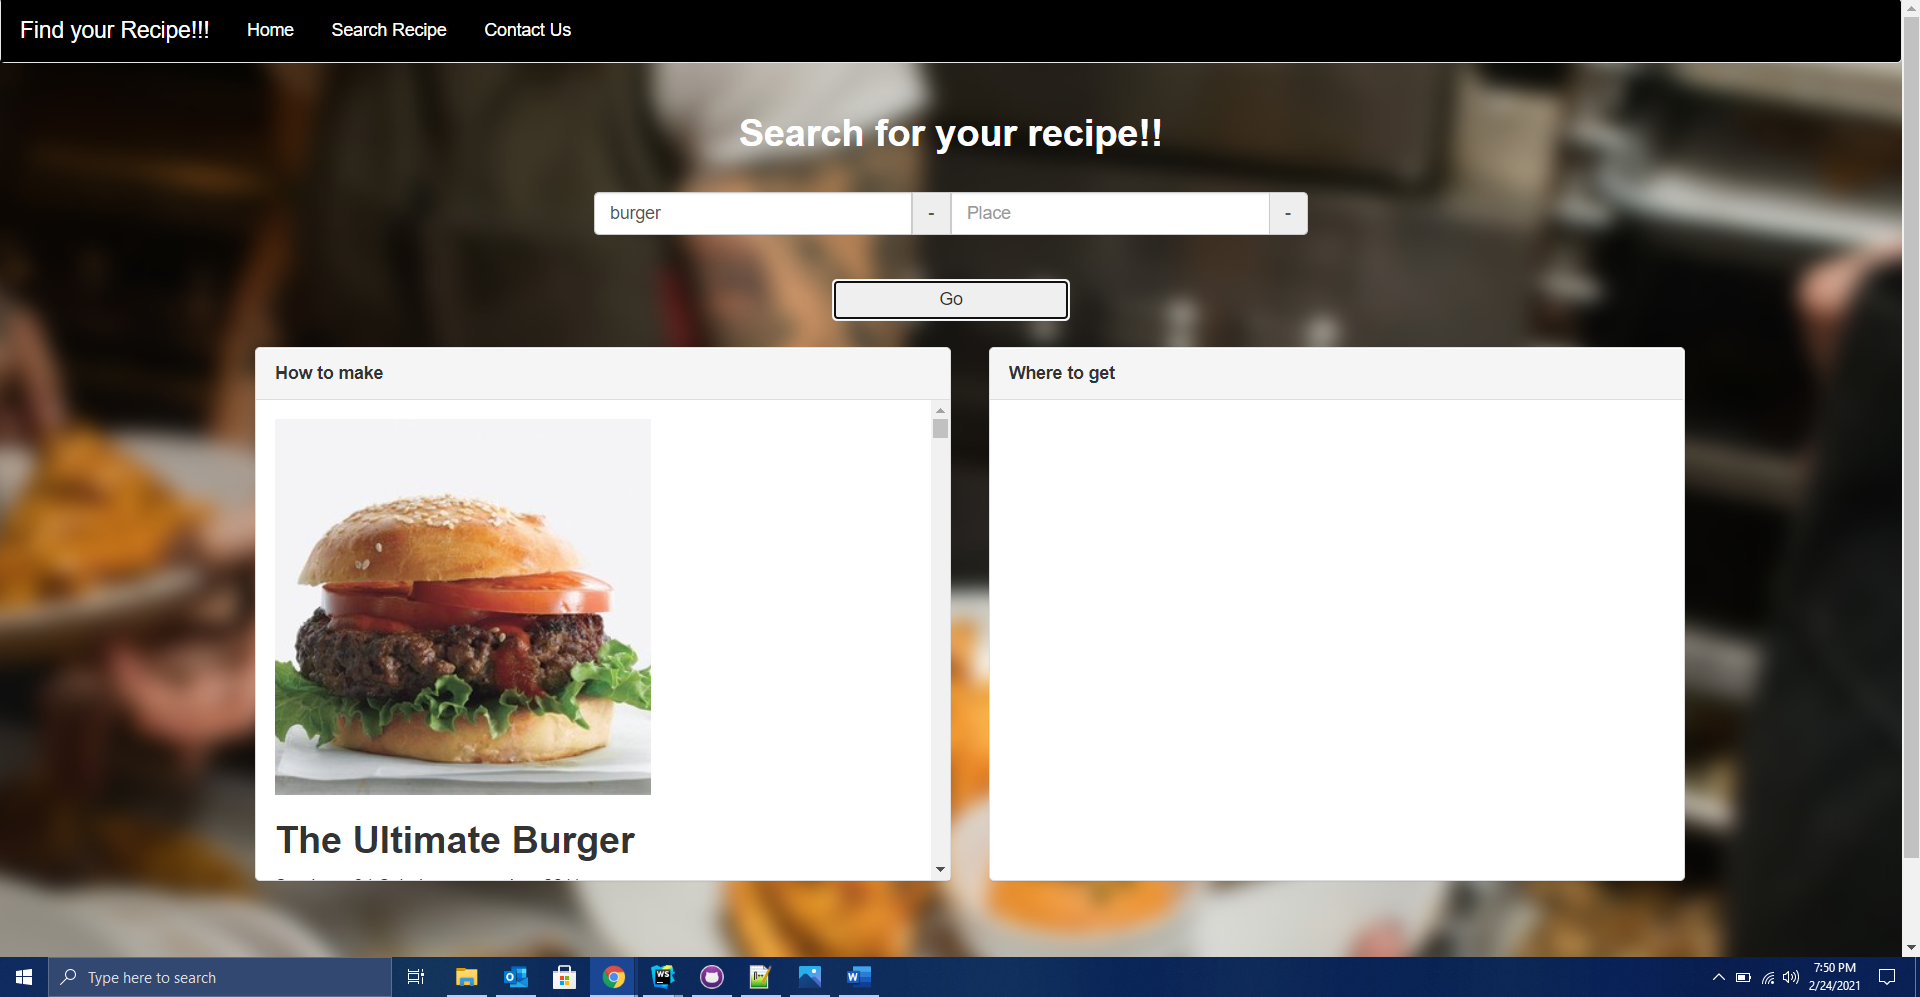 Find your Recipe!!! Home Search Recipe Contact Us
Search for your recipe!!
burger - Place -
Go
How to make
Where to get
The Ultimate Burger
Type here to search
7:50 PM
2/24/2021